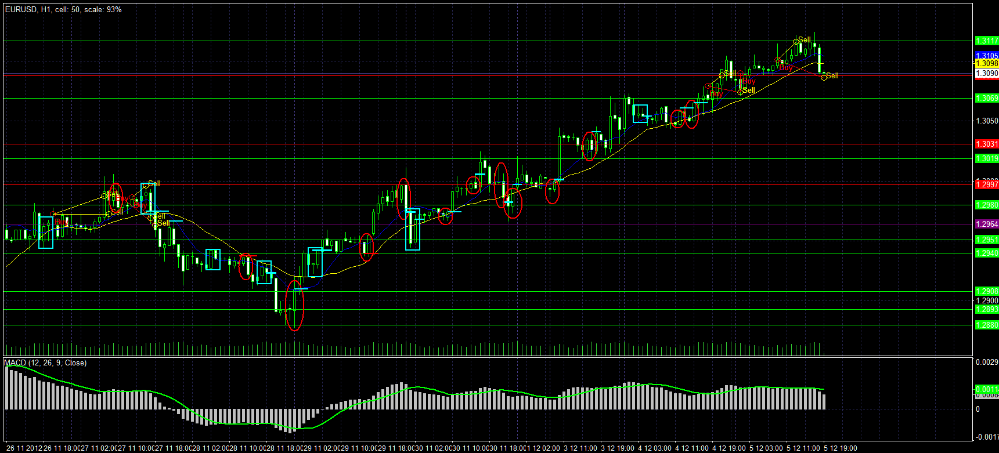 EURUSD, H1, cell: 50, scale: 93%
1.3117
1.3105
1.3098
1.3090
1.3069
1.3050
1.3031
1.3019
1.2997
1.2980
1.2964
1.2951
1.2940
1.2908
1.2900
1.2893
1.2880
Sell
Sell
Sell
Buy
Buy
Sell
Buy
Sell
Sell
Buy
Buy
Sell
Sell
Sell
Buy
MACD (12, 26, 9, Close)
0.0029
0.0011
0
-0.0017
26 11 2012 26 11 18:00 27 11 02:00 27 11 10:00 27 11 18:00 28 11 02:00 28 11 10:00 28 11 18:00 29 11 02:00 29 11 10:00 29 11 18:00 30 11 02:00 30 11 10:00 30 11 18:00 1 12 02:00 3 12 11:00 3 12 19:00 4 12 03:00 4 12 11:00 4 12 19:00 5 12 03:00 5 12 11:00 5 12 19:00